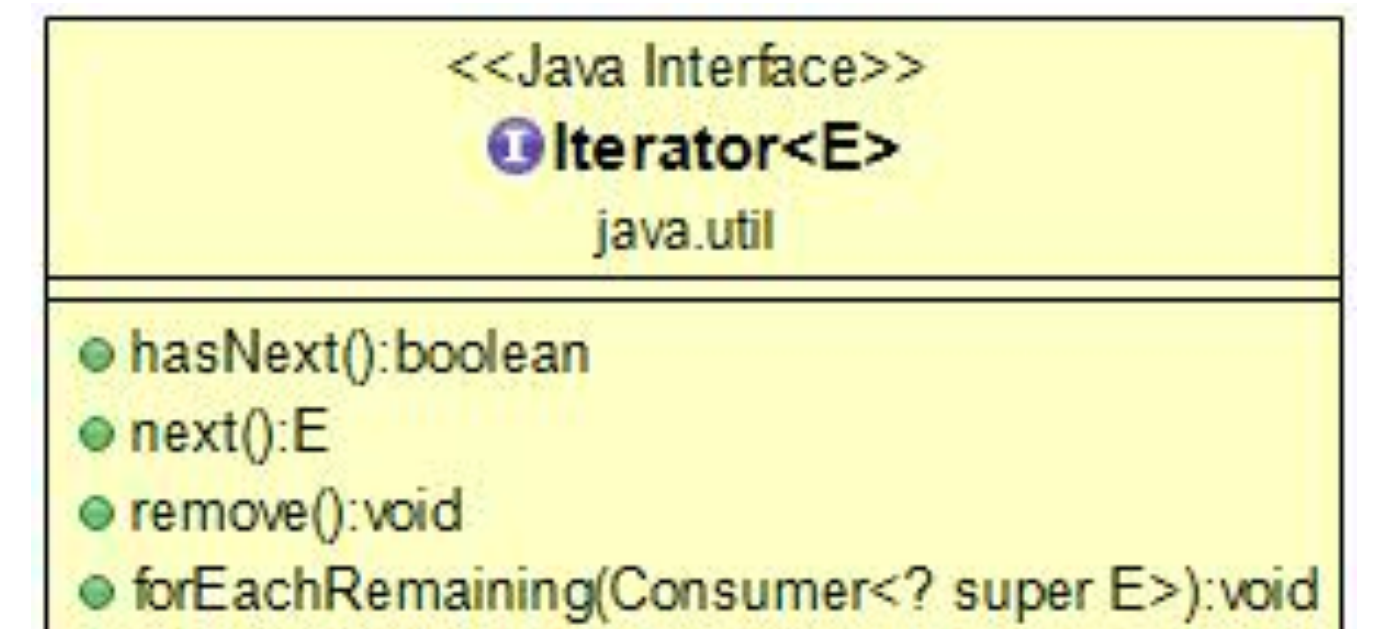 <<Java Interface>>
I Iterator<E>
java.util
hasNext():boolean
next():E
remove():void
forEachRemaining(Consumer<? super E>):void